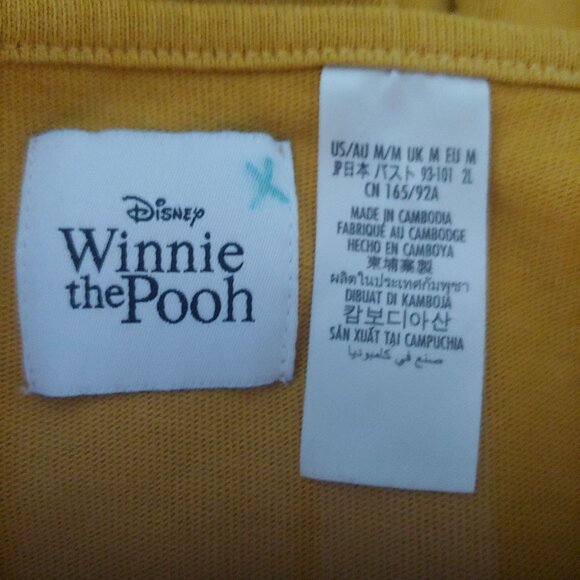 Disney
Winnie
the Pooh
US/AU M/M UK M EU M
JP日本 バスト 93-101 2L
CN 165/92A
MADE IN CAMBODIA
FABRIQUÉ AU CAMBODGE
HECHO EN CAMBOYA
柬埔寨製
ผลิตในประเทศกัมพูชา
DIBUAT DI KAMBOJA
캄보디아산
SẢN XUẤT TẠI CAMPUCHIA
صنع في كامبوديا